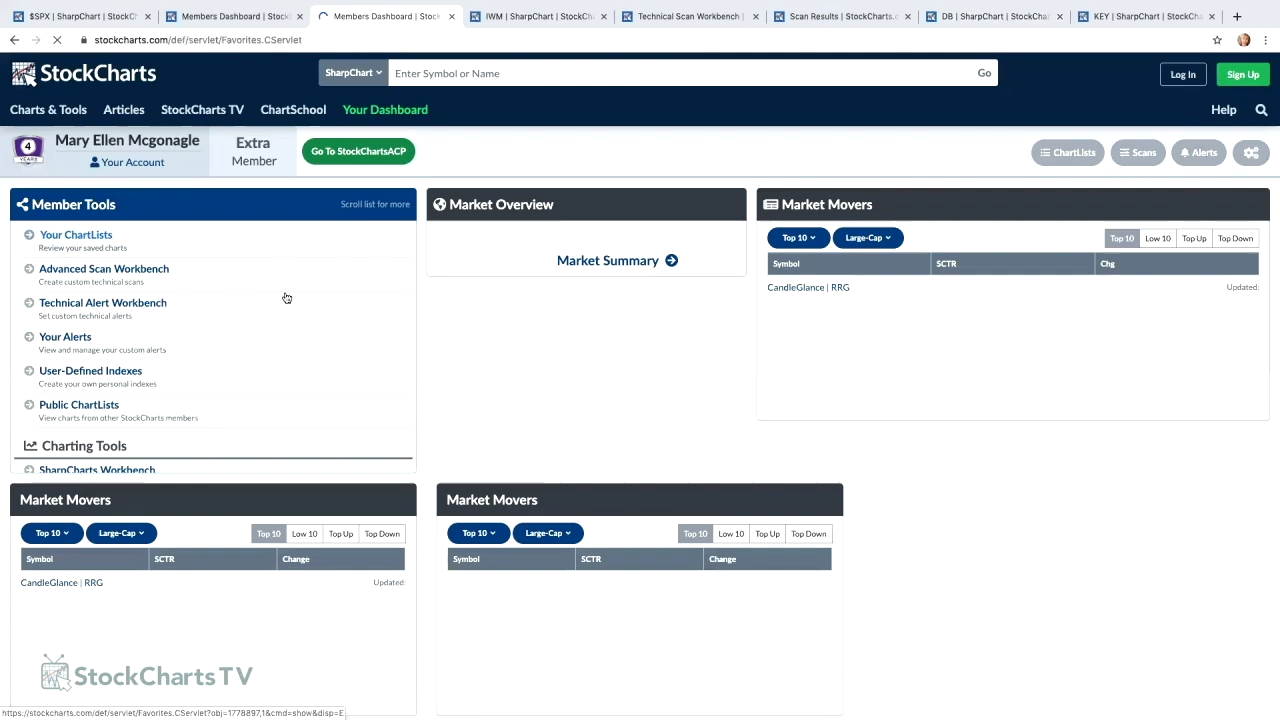 $SPX | SharpChart | StockCh
Members Dashboard | Stock
Members Dashboard | Stock
IWM | SharpChart | StockCh
Technical Scan Workbench |
Scan Results | StockCharts.
DB | SharpChart | StockCha
KEY | SharpChart | StockCha
stockcharts.com/def/servlet/Favorites.CServlet
StockCharts
SharpChart
Enter Symbol or Name
Go
Log In
Sign Up
Charts & Tools
Articles
StockCharts TV
ChartSchool
Your Dashboard
Help
4
YEARS
Mary Ellen Mcgonagle
Your Account
Extra
Member
Go To StockChartsACP
ChartLists
Scans
Alerts
Member Tools
Scroll list for more
Your ChartLists
Review your saved charts
Advanced Scan Workbench
Create custom technical scans
Technical Alert Workbench
Set custom technical alerts
Your Alerts
View and manage your custom alerts
User-Defined Indexes
Create your own personal indexes
Public ChartLists
View charts from other StockCharts members
Charting Tools
SharpCharts Workbench
Market Overview
Market Summary
Market Movers
Top 10
Large-Cap
Top 10
Low 10
Top Up
Top Down
Symbol
SCTR
Chg
CandleGlance | RRG
Updated:
Market Movers
Top 10
Large-Cap
Top 10
Low 10
Top Up
Top Down
Symbol
SCTR
Change
CandleGlance | RRG
Updated
Market Movers
Top 10
Large-Cap
Top 10
Low 10
Top Up
Top Down
Symbol
SCTR
Change
StockCharts TV
https://stockcharts.com/def/servlet/Favorites.CServlet?obj=1778897,1&cmd=show&disp=E